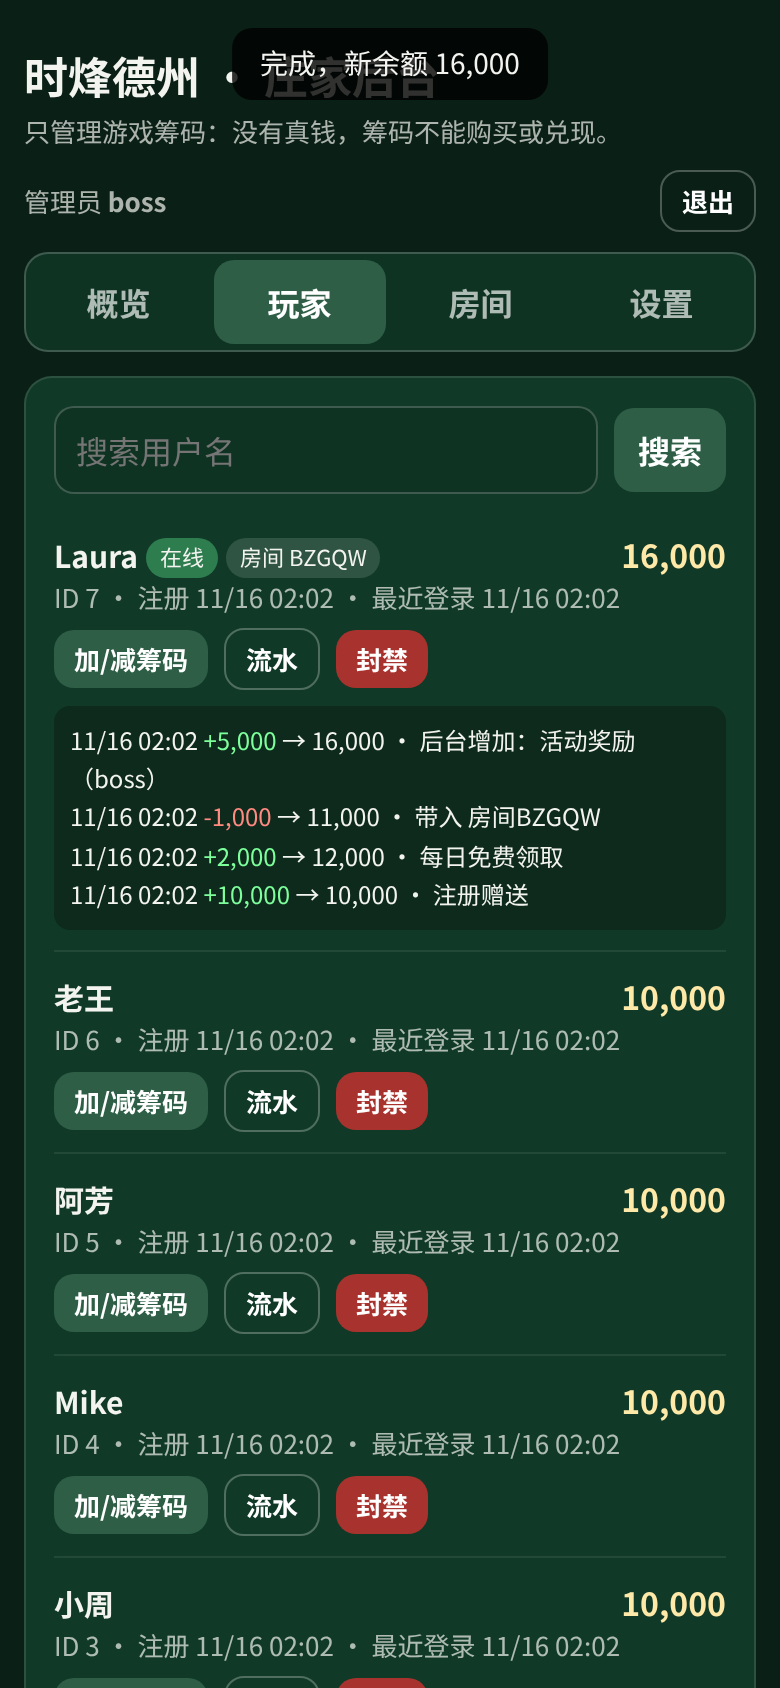 时烽德州 · 庄家后台
完成，新余额 16,000
只管理游戏筹码：没有真钱，筹码不能购买或兑现。
管理员 boss
退出
概览
玩家
房间
设置
搜索用户名
搜索
Laura 在线 房间 BZGQW 16,000
ID 7 · 注册 11/16 02:02 · 最近登录 11/16 02:02
加/减筹码 流水 封禁
11/16 02:02 +5,000 → 16,000 · 后台增加：活动奖励
（boss）
11/16 02:02 -1,000 → 11,000 · 带入 房间BZGQW
11/16 02:02 +2,000 → 12,000 · 每日免费领取
11/16 02:02 +10,000 → 10,000 · 注册赠送
老王 10,000
ID 6 · 注册 11/16 02:02 · 最近登录 11/16 02:02
加/减筹码 流水 封禁
阿芳 10,000
ID 5 · 注册 11/16 02:02 · 最近登录 11/16 02:02
加/减筹码 流水 封禁
Mike 10,000
ID 4 · 注册 11/16 02:02 · 最近登录 11/16 02:02
加/减筹码 流水 封禁
小周 10,000
ID 3 · 注册 11/16 02:02 · 最近登录 11/16 02:02